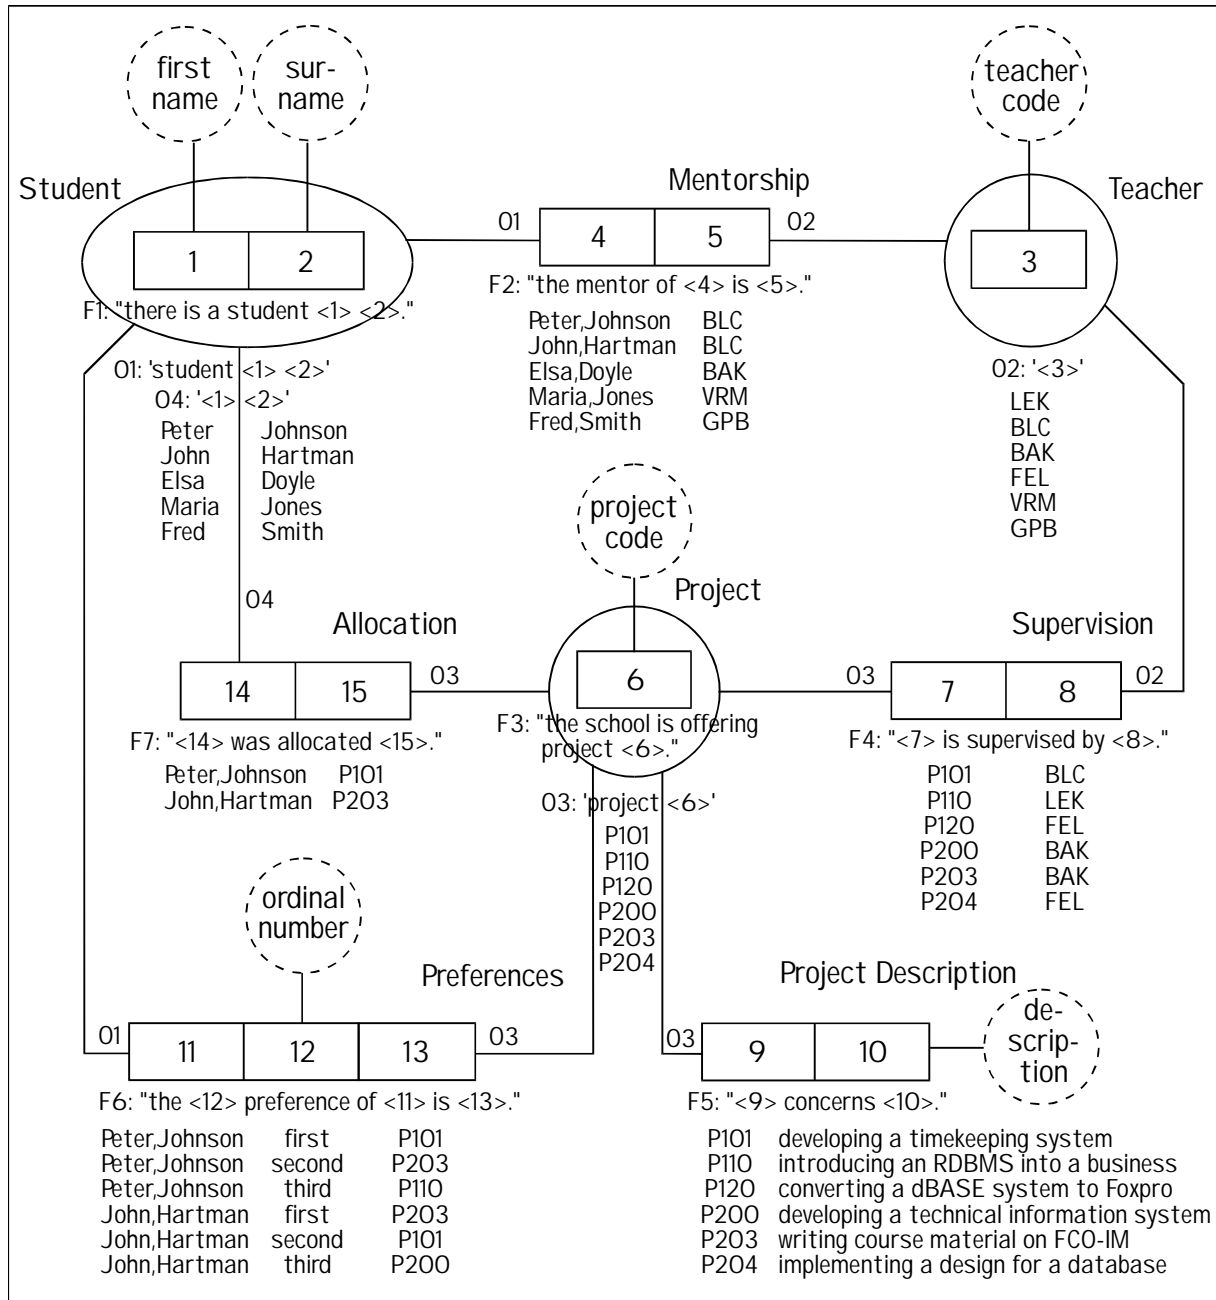 first
name
sur-
name
teacher
code
Student
Mentorship
Teacher
1 2
O1 4 5 O2
3
F1: "there is a student <1> <2>."
F2: "the mentor of <4> is <5>."
Peter,Johnson BLC
John,Hartman BLC
Elsa,Doyle BAK
Maria,Jones VRM
Fred,Smith GPB
O1: 'student <1> <2>'
O4: '<1> <2>'
Peter Johnson
John Hartman
Elsa Doyle
Maria Jones
Fred Smith
O2: '<3>'
LEK
BLC
BAK
FEL
VRM
GPB
project
code
Project
O4
Allocation
Supervision
14 15 O3
6
O3 7 8 O2
F7: "<14> was allocated <15>."
Peter,Johnson P101
John,Hartman P203
F3: "the school is offering
project <6>."
F4: "<7> is supervised by <8>."
P101 BLC
P110 LEK
P120 FEL
P200 BAK
P203 BAK
P204 FEL
O3: 'project <6>'
P101
P110
P120
P200
P203
P204
ordinal
number
Preferences
Project Description
de-
scrip-
tion
O1 11 12 13 O3
O3 9 10
F6: "the <12> preference of <11> is <13>."
Peter,Johnson first P101
Peter,Johnson second P203
Peter,Johnson third P110
John,Hartman first P203
John,Hartman second P101
John,Hartman third P200
F5: "<9> concerns <10>."
P101 developing a timekeeping system
P110 introducing an RDBMS into a business
P120 converting a dBASE system to Foxpro
P200 developing a technical information system
P203 writing course material on FCO-IM
P204 implementing a design for a database